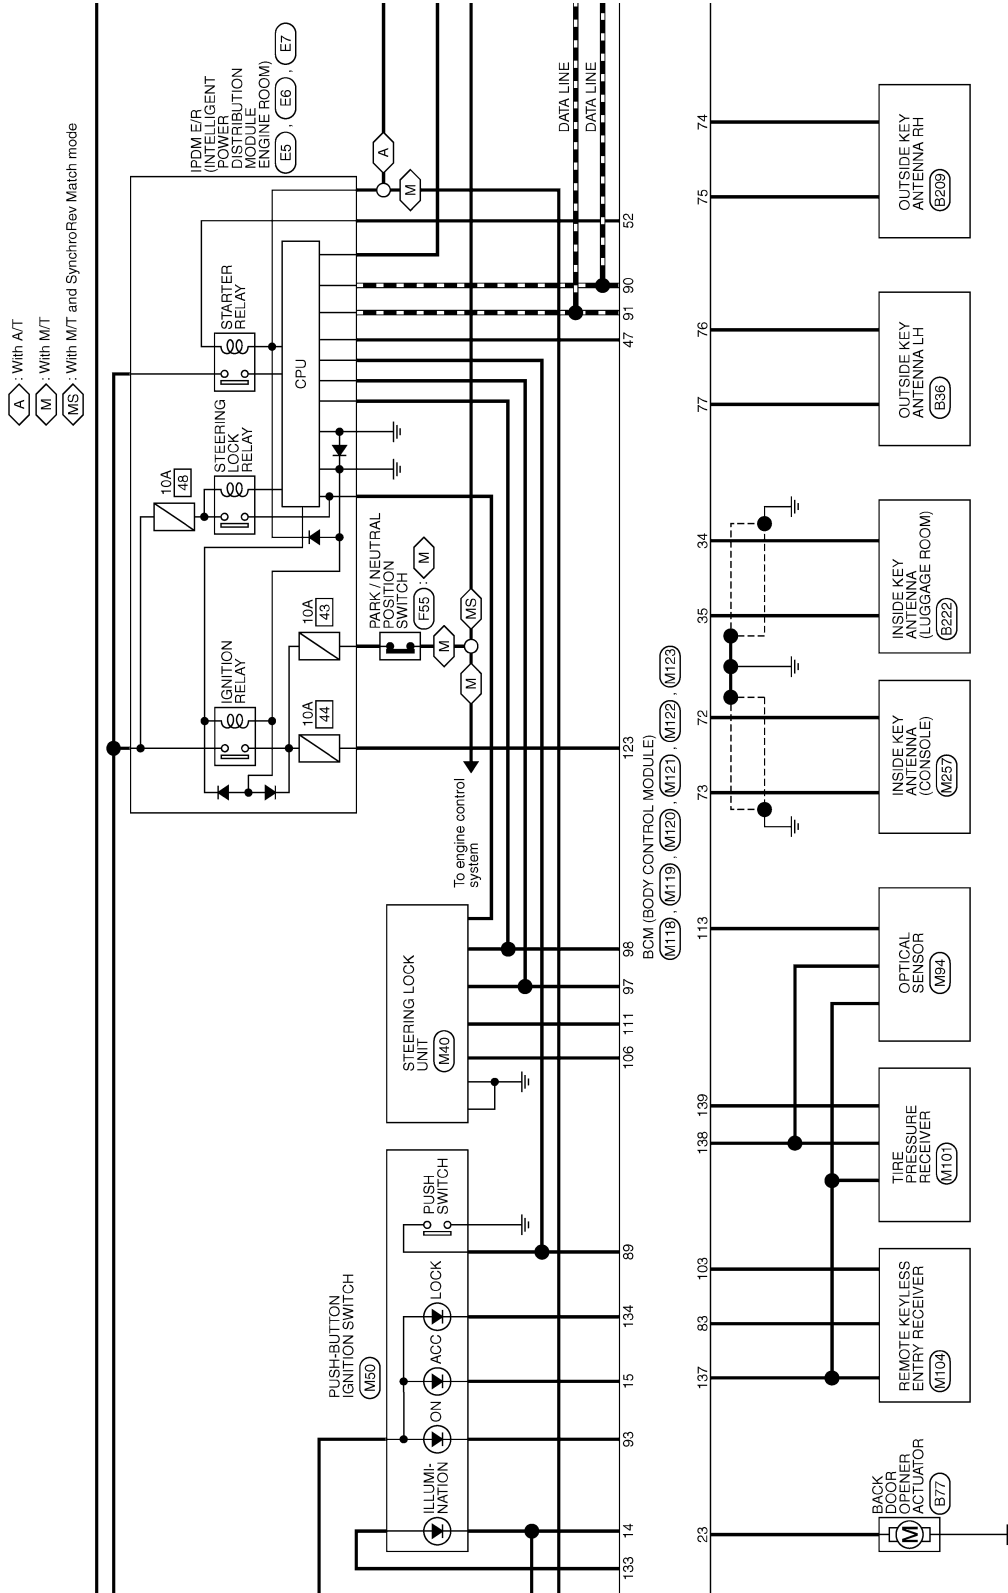 A : With A/T
M : With M/T
MS : With M/T and SynchroRev Match mode
IPDM E/R
(INTELLIGENT
POWER
DISTRIBUTION
MODULE
ENGINE ROOM)
E5 , E6 , E7
IGNITION
RELAY
10A
44
10A
43
10A
48
STEERING
LOCK
RELAY
STARTER
RELAY
CPU
A
M
DATA LINE
DATA LINE
PARK / NEUTRAL
POSITION
SWITCH
F55 : M
M
M
MS
To engine control
system
PUSH-BUTTON
IGNITION SWITCH
M50
ILLUMI-
NATION
ON
ACC
LOCK
PUSH
SWITCH
STEERING LOCK
UNIT
M40
133
14
93
15
134
89
106
111
97
98
123
47
91
90
52
BCM (BODY CONTROL MODULE)
M118 , M119 , M120 , M121 , M122 , M123
23
137
83
103
138
139
113
73
72
35
34
77
76
75
74
BACK
DOOR
OPENER
ACTUATOR
B77
M
REMOTE KEYLESS
ENTRY RECEIVER
M104
TIRE
PRESSURE
RECEIVER
M101
OPTICAL
SENSOR
M94
INSIDE KEY
ANTENNA
(CONSOLE)
M257
INSIDE KEY
ANTENNA
(LUGGAGE ROOM)
B222
OUTSIDE KEY
ANTENNA LH
B36
OUTSIDE KEY
ANTENNA RH
B209